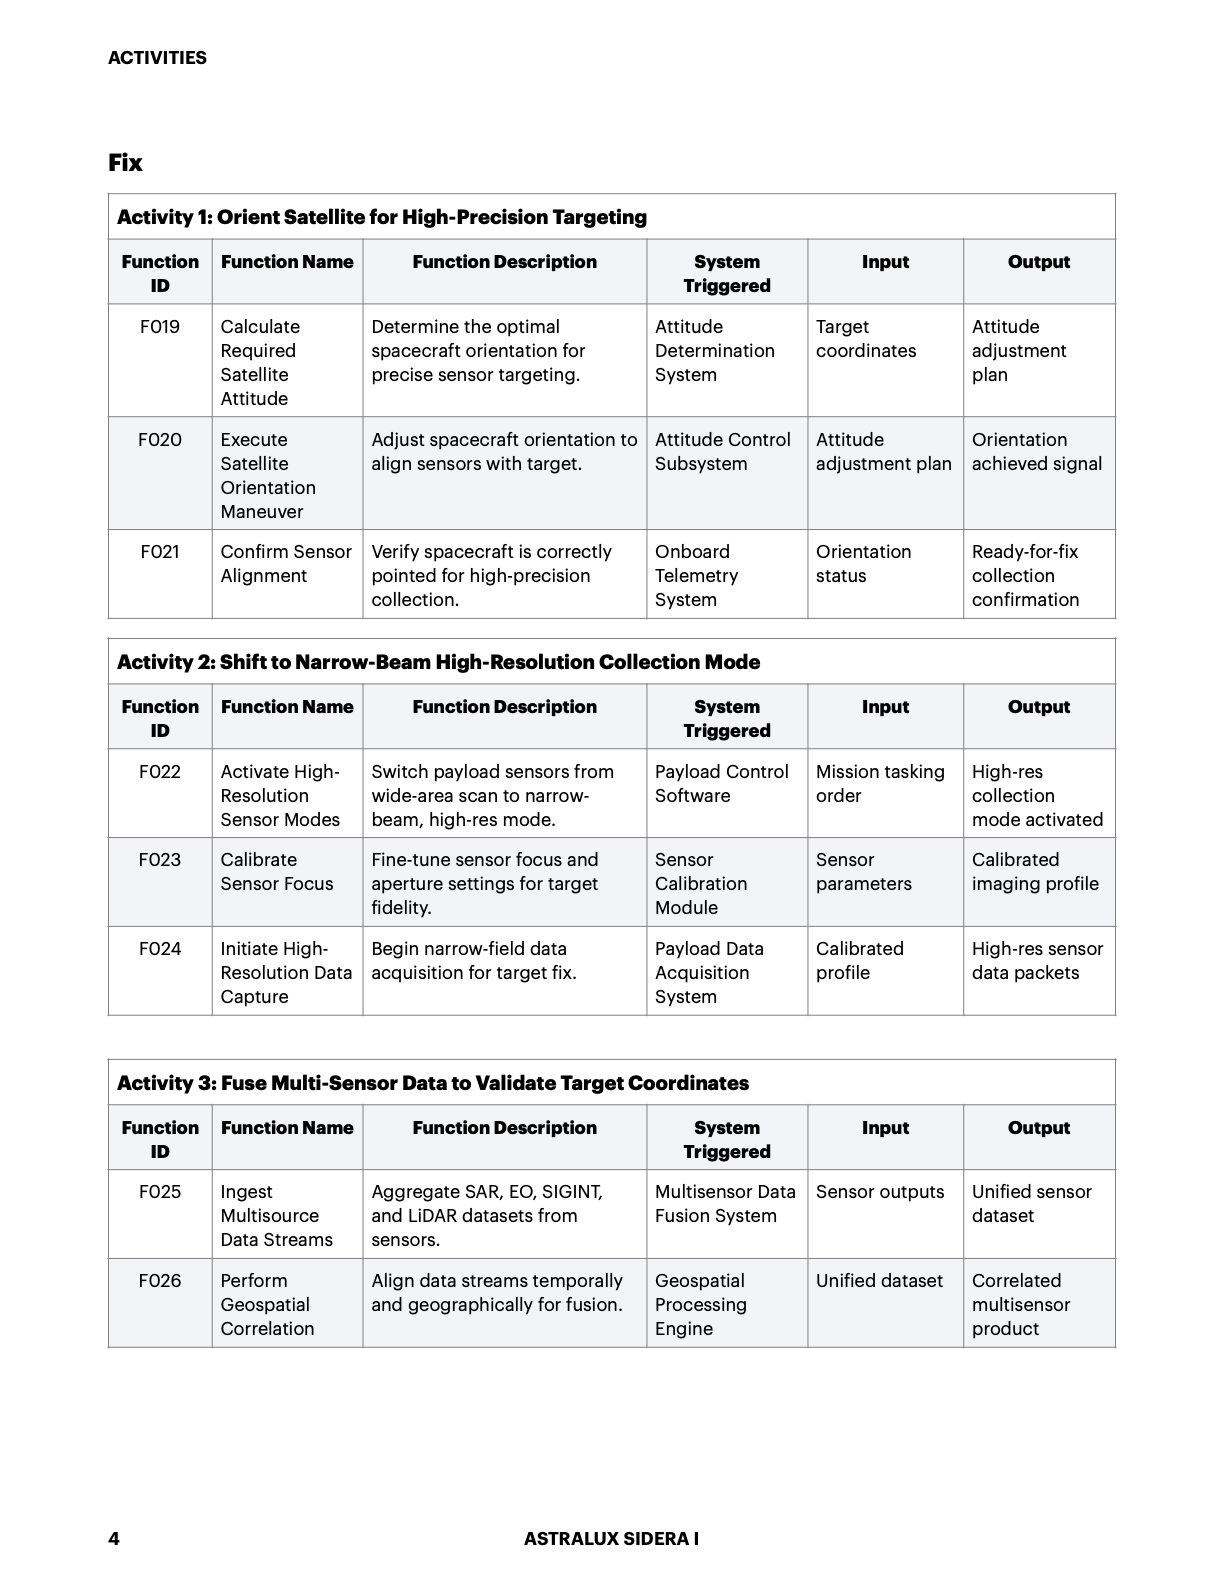 ACTIVITIES
Fix
Activity 1: Orient Satellite for High-Precision Targeting
Function
ID
Function Name
Function Description
System
Triggered
Input
Output
F019
Calculate
Required
Satellite
Attitude
Determine the optimal
spacecraft orientation for
precise sensor targeting.
Attitude
Determination
System
Target
coordinates
Attitude
adjustment
plan
F020
Execute
Satellite
Orientation
Maneuver
Adjust spacecraft orientation to
align sensors with target.
Attitude Control
Subsystem
Attitude
adjustment plan
Orientation
achieved signal
F021
Confirm Sensor
Alignment
Verify spacecraft is correctly
pointed for high-precision
collection.
Onboard
Telemetry
System
Orientation
status
Ready-for-fix
collection
confirmation
Activity 2: Shift to Narrow-Beam High-Resolution Collection Mode
Function
ID
Function Name
Function Description
System
Triggered
Input
Output
F022
Activate High-
Resolution
Sensor Modes
Switch payload sensors from
wide-area scan to narrow-
beam, high-res mode.
Payload Control
Software
Mission tasking
order
High-res
collection
mode activated
F023
Calibrate
Sensor Focus
Fine-tune sensor focus and
aperture settings for target
fidelity.
Sensor
Calibration
Module
Sensor
parameters
Calibrated
imaging profile
F024
Initiate High-
Resolution Data
Capture
Begin narrow-field data
acquisition for target fix.
Payload Data
Acquisition
System
Calibrated
profile
High-res sensor
data packets
Activity 3: Fuse Multi-Sensor Data to Validate Target Coordinates
Function
ID
Function Name
Function Description
System
Triggered
Input
Output
F025
Ingest
Multisource
Data Streams
Aggregate SAR, EO, SIGINT,
and LiDAR datasets from
sensors.
Multisensor Data
Fusion System
Sensor outputs
Unified sensor
dataset
F026
Perform
Geospatial
Correlation
Align data streams temporally
and geographically for fusion.
Geospatial
Processing
Engine
Unified dataset
Correlated
multisensor
product
4
ASTRALUX SIDERA I